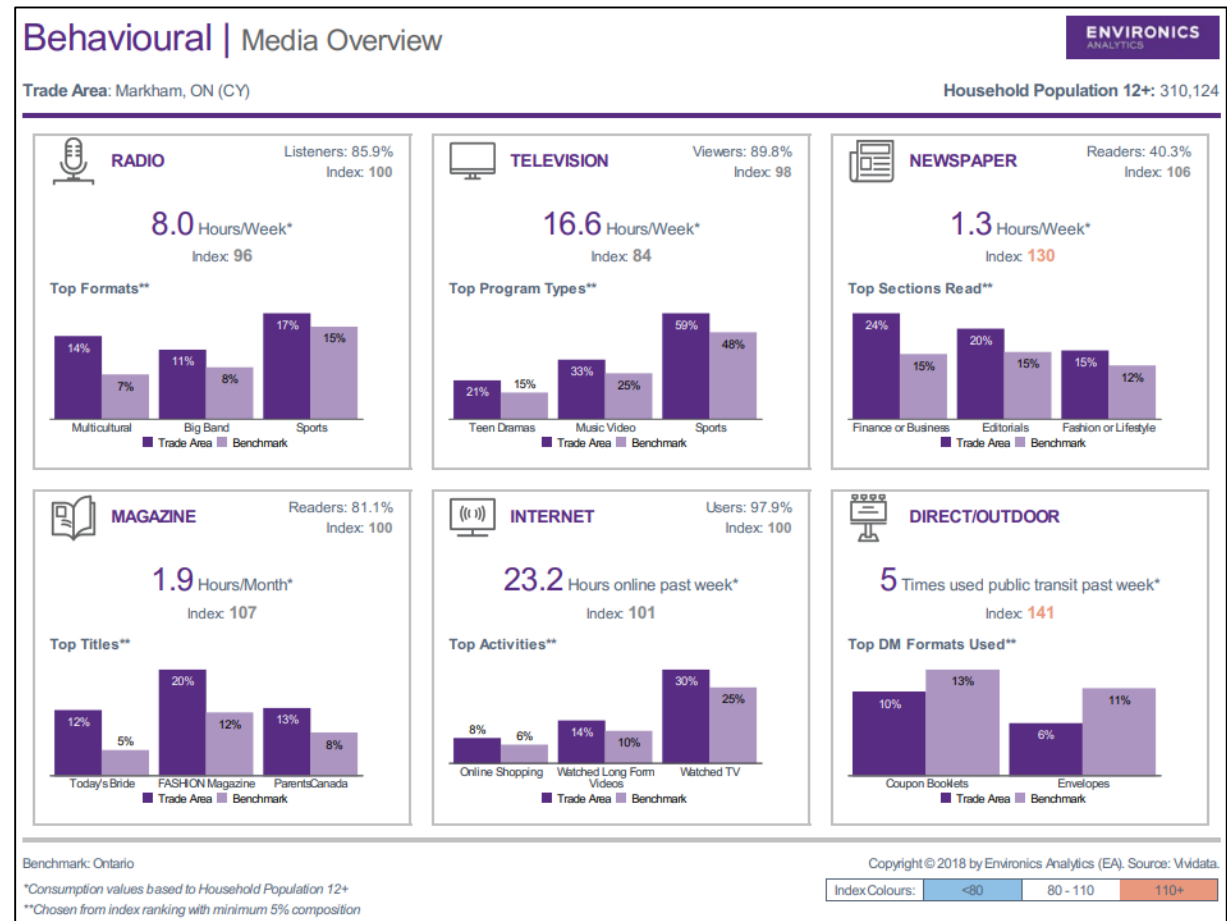 Behavioural | Media Overview
ENVIRONICS
ANALYTICS
Trade Area: Markham, ON (CY)
Household Population 12+: 310,124
RADIO
Listeners: 85.9%
Index: 100
8.0 Hours/Week*
Index: 96
Top Formats**
14%
7%
11%
8%
17%
15%
Multicultural
Big Band
Sports
Trade Area
Benchmark
TELEVISION
Viewers: 89.8%
Index: 98
16.6 Hours/Week*
Index: 84
Top Program Types**
21%
15%
33%
25%
59%
48%
Teen Dramas
Music Video
Sports
Trade Area
Benchmark
NEWSPAPER
Readers: 40.3%
Index: 106
1.3 Hours/Week*
Index: 130
Top Sections Read**
24%
15%
20%
15%
15%
12%
Finance or Business
Editorials
Fashion or Lifestyle
Trade Area
Benchmark
MAGAZINE
Readers: 81.1%
Index: 100
1.9 Hours/Month*
Index: 107
Top Titles**
12%
5%
20%
12%
13%
8%
Today's Bride
FASHION Magazine
ParentsCanada
Trade Area
Benchmark
INTERNET
Users: 97.9%
Index: 100
23.2 Hours online past week*
Index: 101
Top Activities**
8%
6%
14%
10%
30%
25%
Online Shopping
Watched Long Form
Videos
Watched TV
Trade Area
Benchmark
DIRECT/OUTDOOR
5 Times used public transit past week*
Index: 141
Top DM Formats Used**
10%
13%
6%
11%
Coupon Booklets
Envelopes
Trade Area
Benchmark
Benchmark: Ontario
Copyright © 2018 by Environics Analytics (EA). Source: Vividata.
*Consumption values based to Household Population 12+
**Chosen from index ranking with minimum 5% composition
Index Colours:
<80
80 - 110
110+